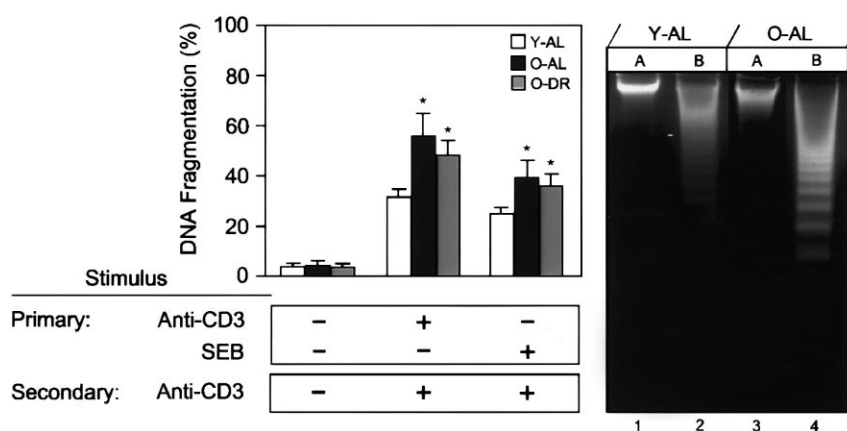 100
80
60
40
20
0
DNA Fragmentation (%)
Y-AL
O-AL
O-DR
* *
* *
Stimulus
Primary: Anti-CD3 − + −
SEB − − +
Secondary: Anti-CD3 − + +
Y-AL O-AL
A B A B
1 2 3 4